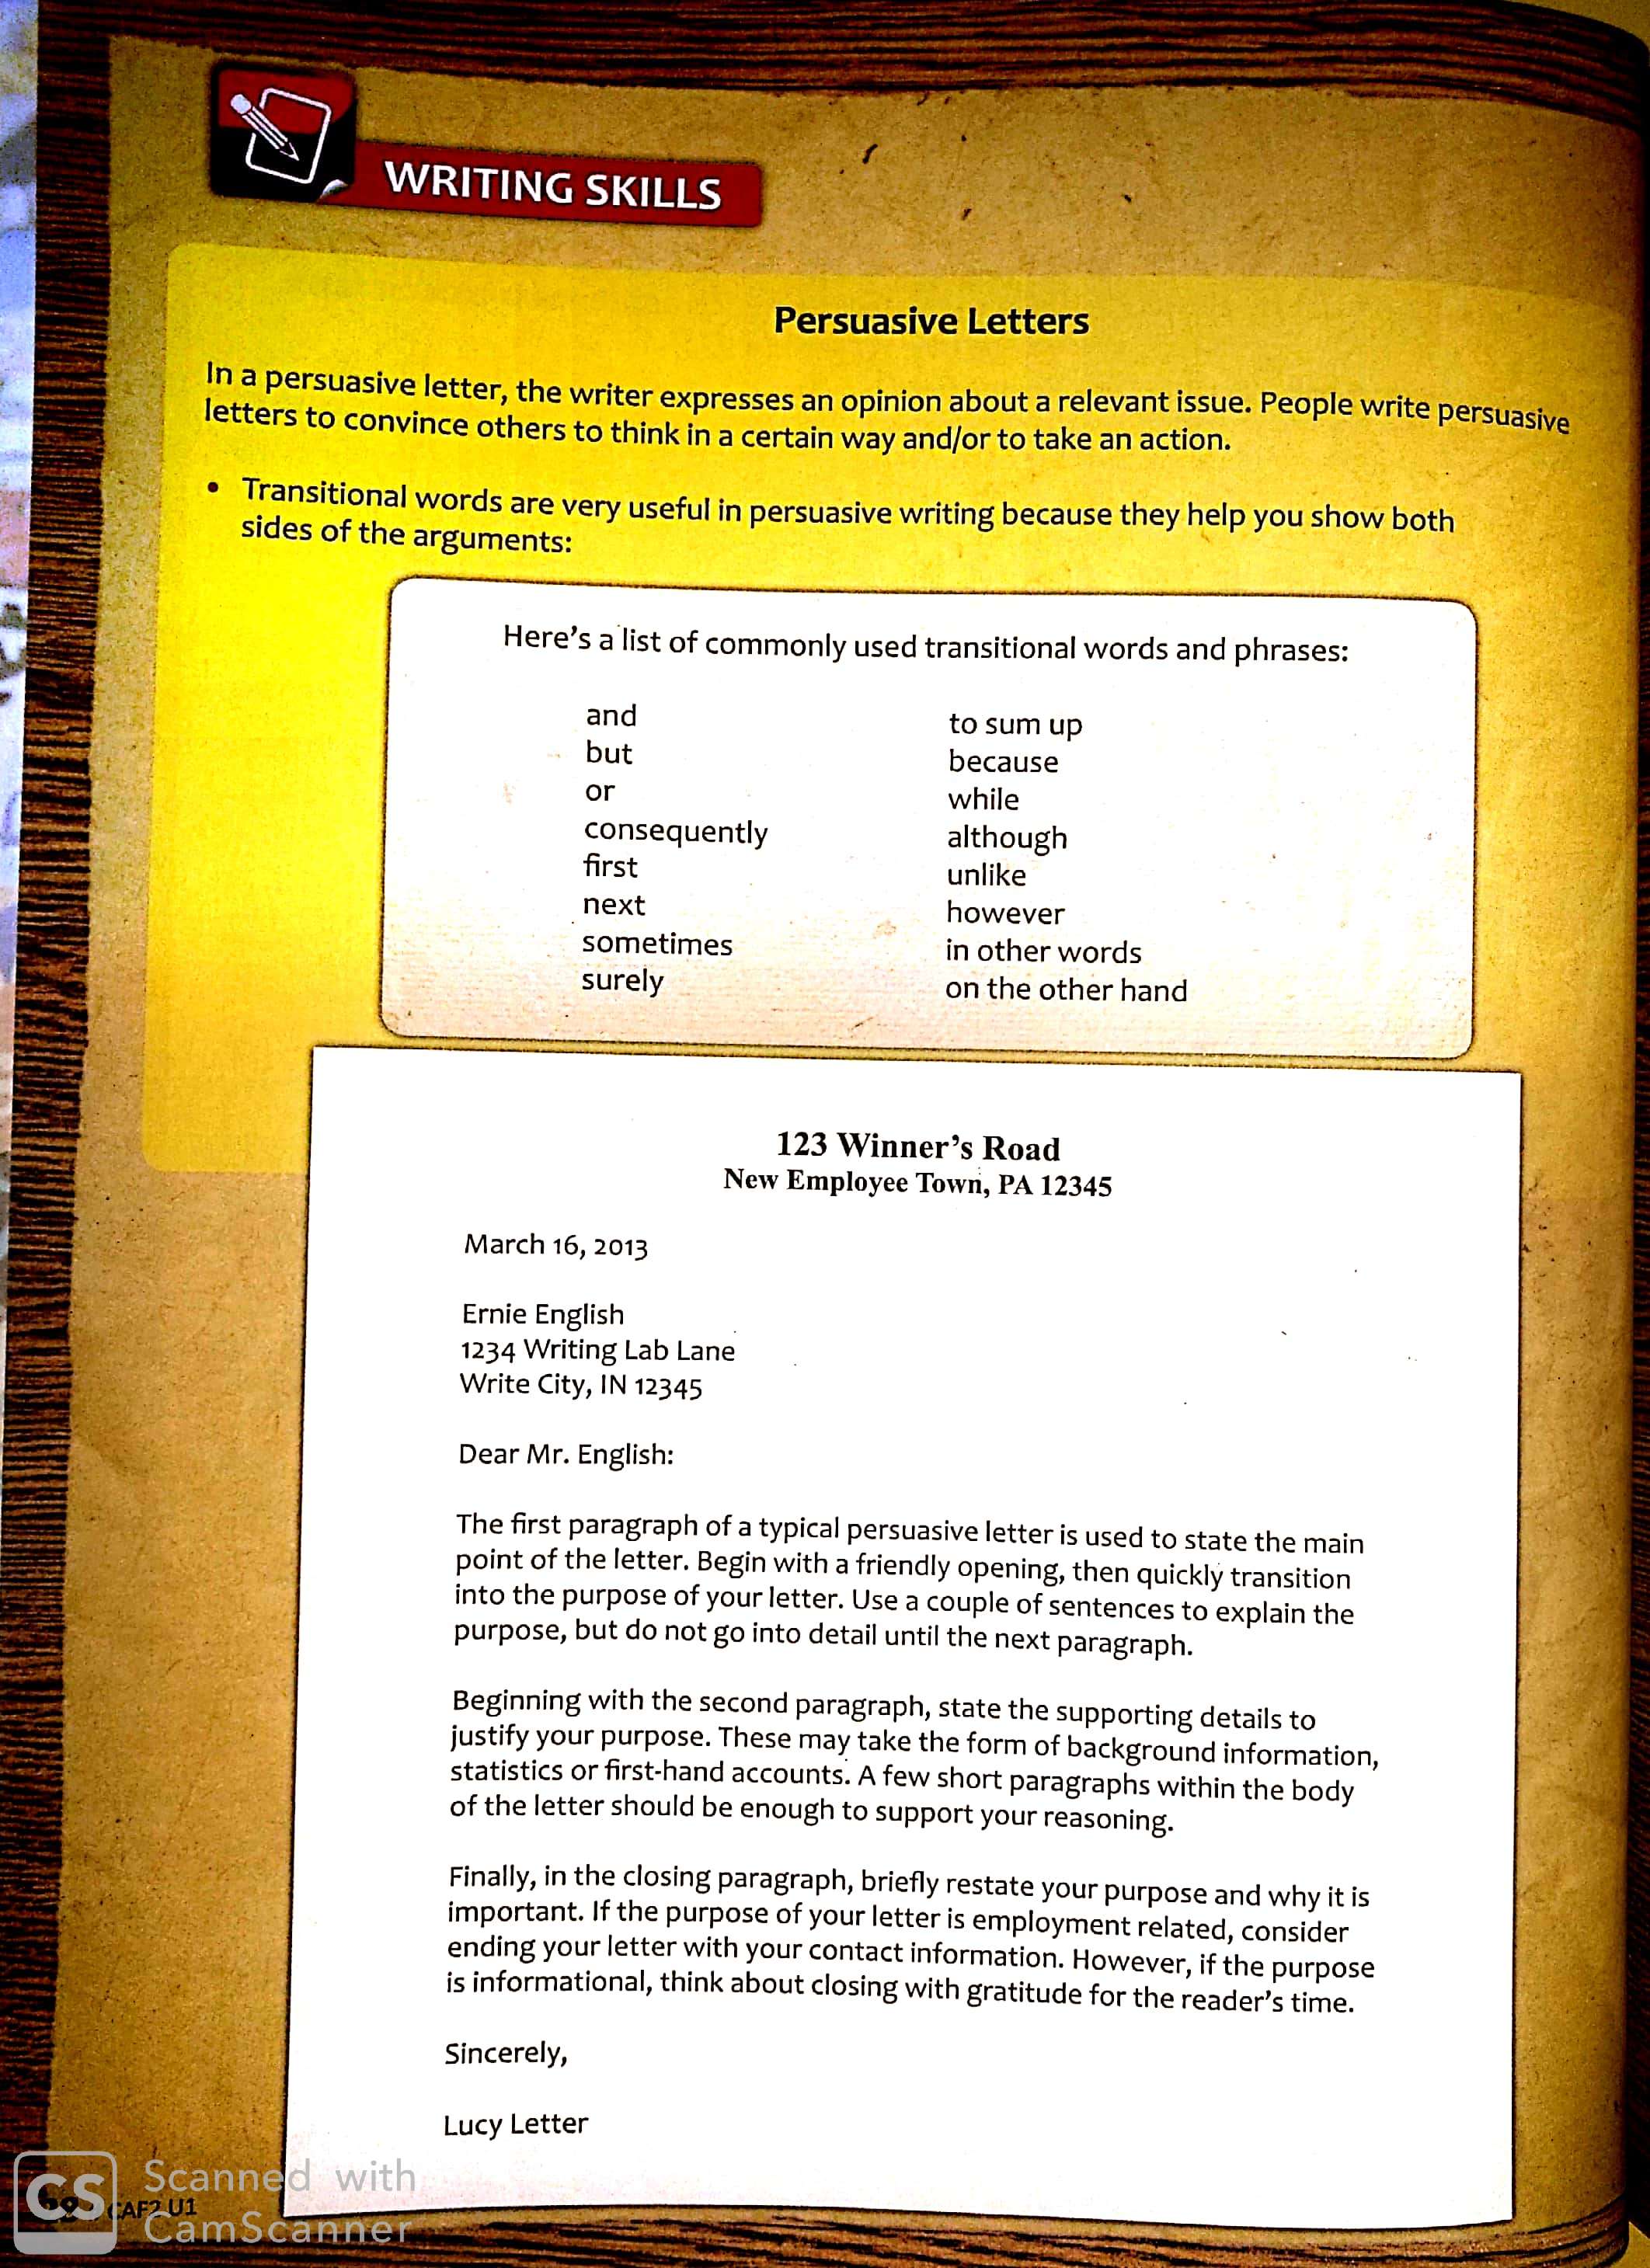 WRITING SKILLS
Persuasive Letters
In a persuasive letter, the writer expresses an opinion about a relevant issue. People write persuasive
letters to convince others to think in a certain way and/or to take an action.
• Transitional words are very useful in persuasive writing because they help you show both
sides of the arguments:
Here's a list of commonly used transitional words and phrases:
and
but
or
consequently
first
next
sometimes
surely
to sum up
because
while
although
unlike
however
in other words
on the other hand
123 Winner's Road
New Employee Town, PA 12345
March 16, 2013
Ernie English
1234 Writing Lab Lane
Write City, IN 12345
Dear Mr. English:
The first paragraph of a typical persuasive letter is used to state the main
point of the letter. Begin with a friendly opening, then quickly transition
into the purpose of your letter. Use a couple of sentences to explain the
purpose, but do not go into detail until the next paragraph.
Beginning with the second paragraph, state the supporting details to
justify your purpose. These may take the form of background information,
statistics or first-hand accounts. A few short paragraphs within the body
of the letter should be enough to support your reasoning.
Finally, in the closing paragraph, briefly restate your purpose and why it is
important. If the purpose of your letter is employment related, consider
ending your letter with your contact information. However, if the purpose
is informational, think about closing with gratitude for the reader's time.
Sincerely,
Lucy Letter
CAF2 U1
CS
Scanned with
CamScanner